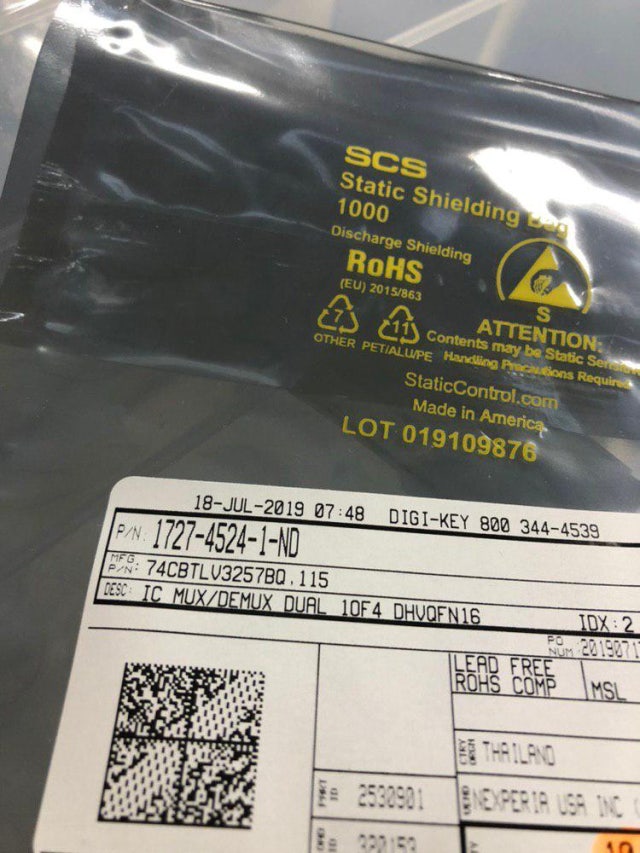 SCS
Static Shielding Bag
1000
Discharge Shielding
RoHS
(EU) 2015/863
7
11
OTHER PET/ALU/PE
S
ATTENTION:
Contents may be Static
Handling Precautions Required
StaticControl.com
Made in America
LOT 019109876
18-JUL-2019 07:48 DIGI-KEY 800 344-4539
P/N: 1727-4524-1-ND
MFG P/N: 74CBTLV3257BQ,115
DESC: IC MUX/DEMUX DUAL 1OF4 DHVQFN16
IDX: 2
PO NUM 2019071
LEAD FREE
ROHS COMP
MSL
THAILAND
2530901
NEXPERIA USA INC